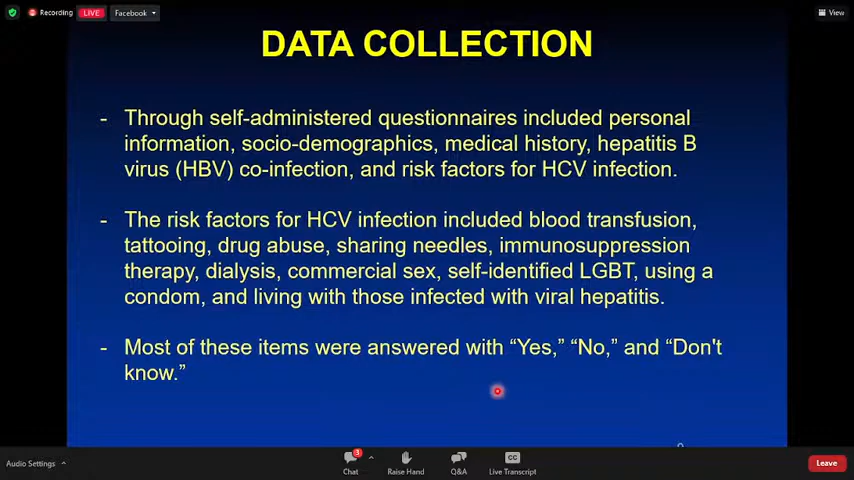 Recording
LIVE
Facebook
View
DATA COLLECTION
- Through self-administered questionnaires included personal
information, socio-demographics, medical history, hepatitis B
virus (HBV) co-infection, and risk factors for HCV infection.
- The risk factors for HCV infection included blood transfusion,
tattooing, drug abuse, sharing needles, immunosuppression
therapy, dialysis, commercial sex, self-identified LGBT, using a
condom, and living with those infected with viral hepatitis.
- Most of these items were answered with “Yes,” “No,” and “Don't
know.”
Audio Settings
3
CC
Chat
Raise Hand
Q&A
Live Transcript
Leave